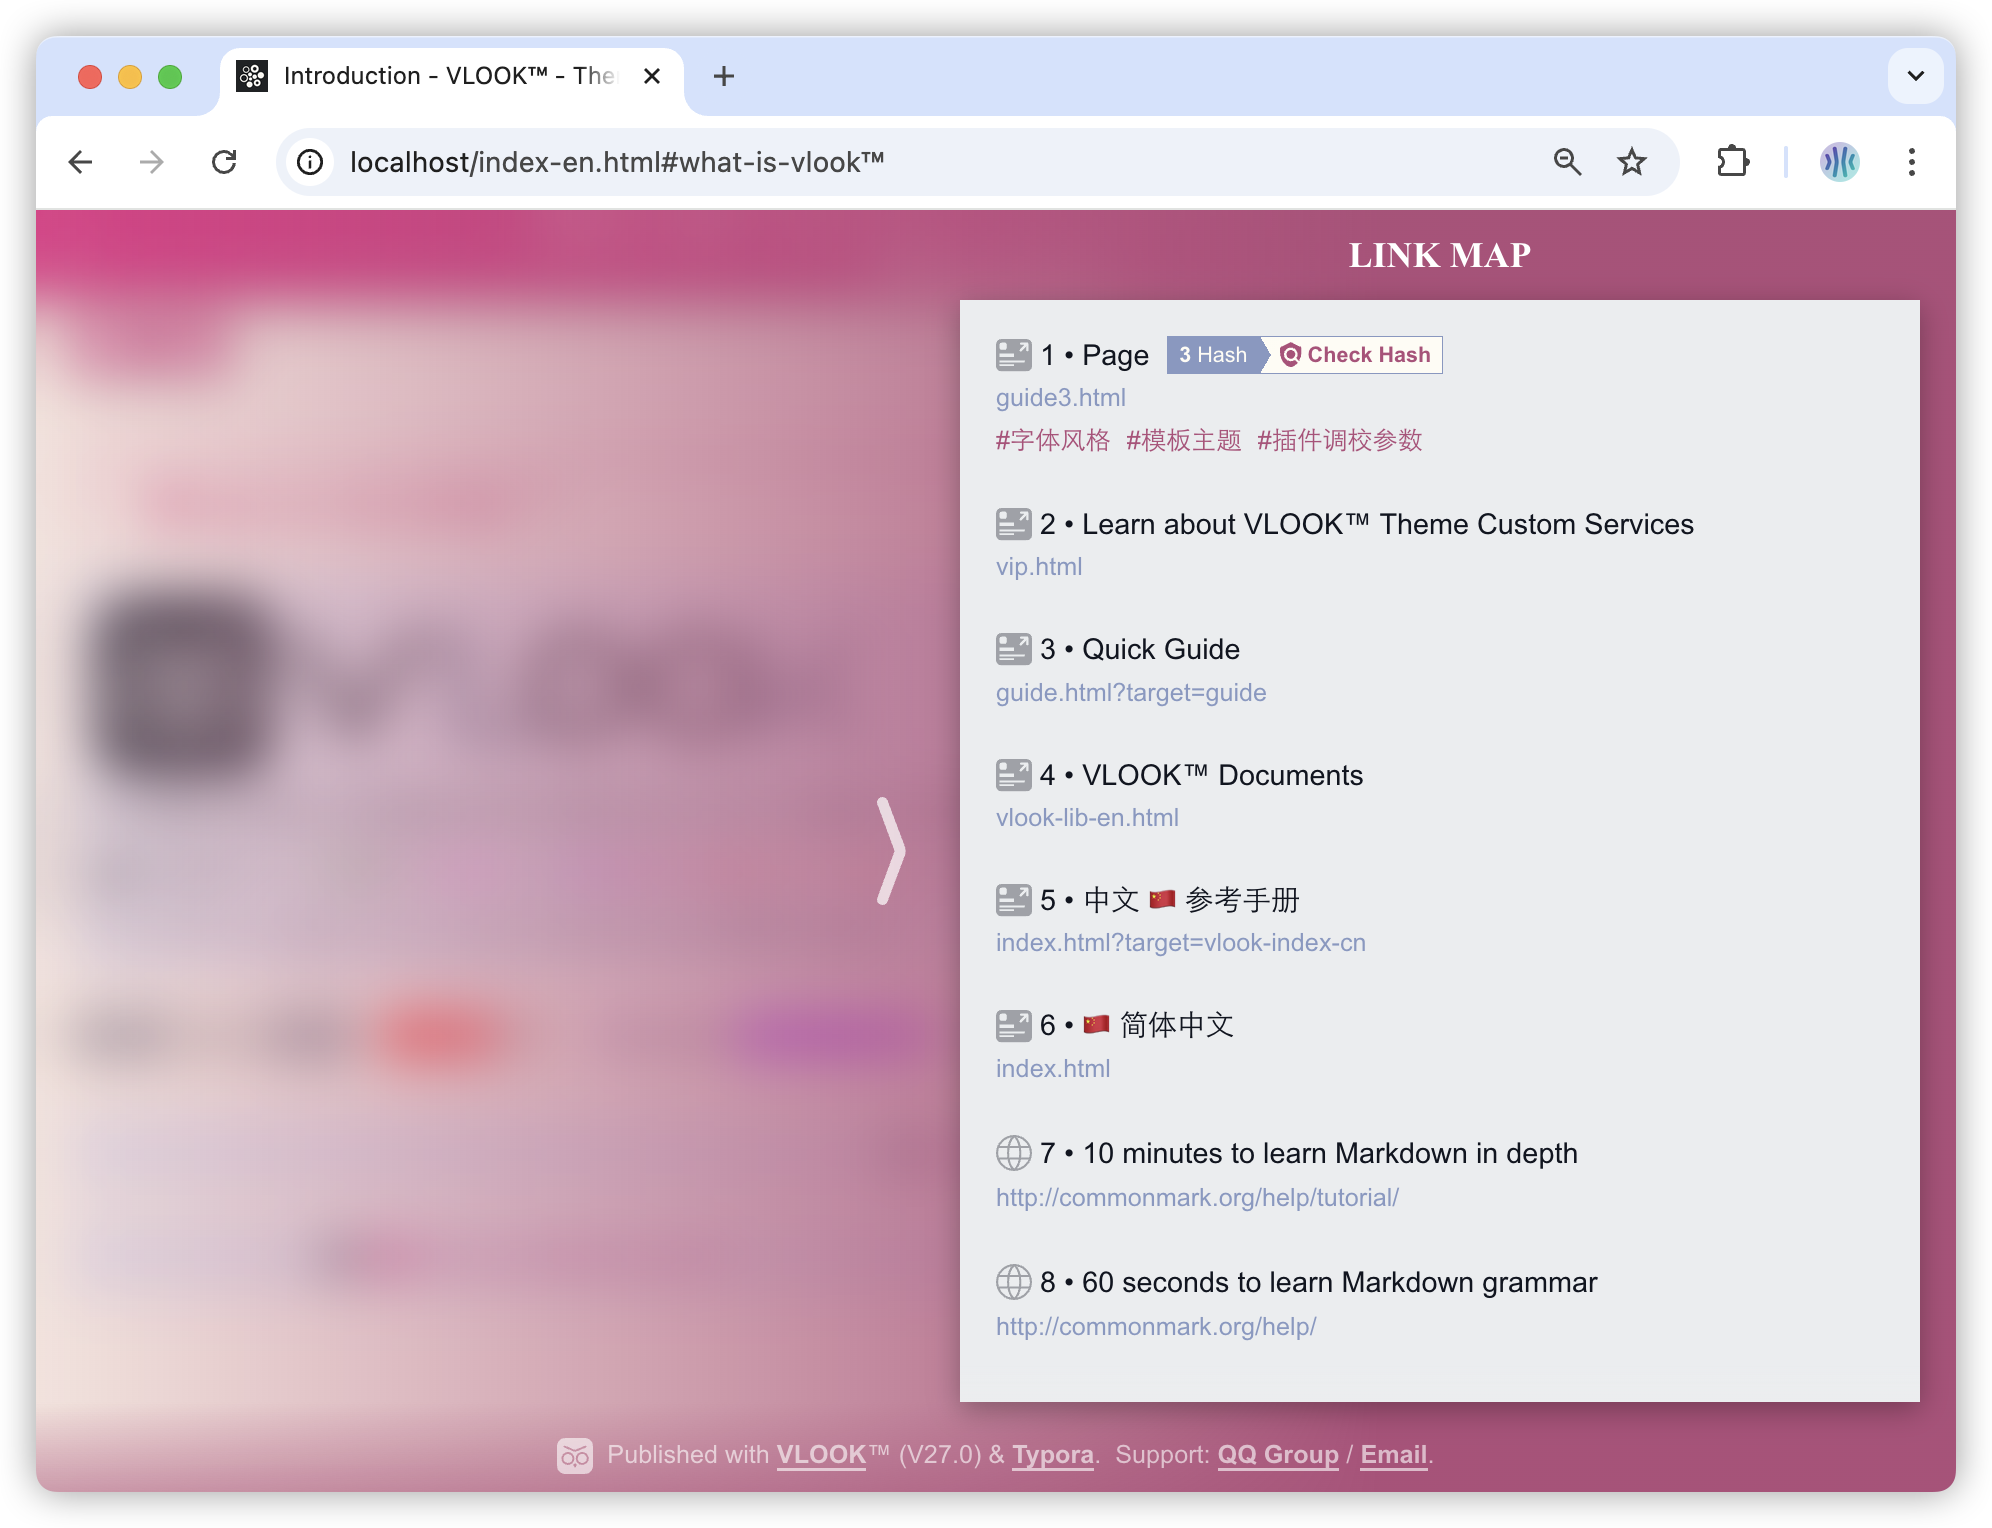 Introduction - VLOOK™ - The
localhost/index-en.html#what-is-vlook™
LINK MAP
1 • Page 3 Hash Check Hash
guide3.html
#字体风格 #模板主题 #插件调校参数
2 • Learn about VLOOK™ Theme Custom Services
vip.html
3 • Quick Guide
guide.html?target=guide
4 • VLOOK™ Documents
vlook-lib-en.html
5 • 中文 🇨🇳 参考手册
index.html?target=vlook-index-cn
6 • 🇨🇳 简体中文
index.html
7 • 10 minutes to learn Markdown in depth
http://commonmark.org/help/tutorial/
8 • 60 seconds to learn Markdown grammar
http://commonmark.org/help/
Published with VLOOK™ (V27.0) & Typora. Support: QQ Group / Email.